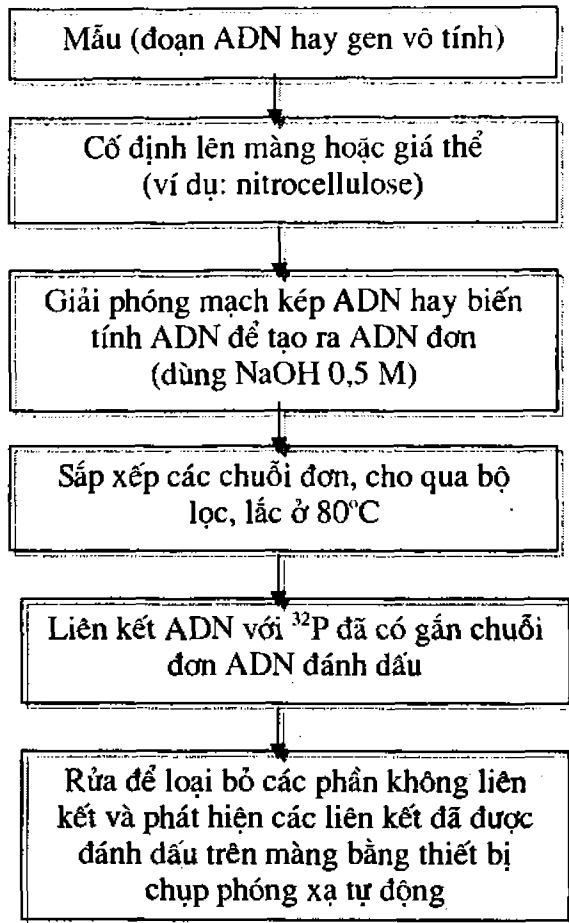 Mẫu (đoạn ADN hay gen vô tính)
Cố định lên màng hoặc giá thể
(ví dụ: nitrocellulose)
Giải phóng mạch kép ADN hay biến
tính ADN để tạo ra ADN đơn
(dùng NaOH 0,5 M)
Sắp xếp các chuỗi đơn, cho qua bộ
lọc, lắc ở 80°C
Liên kết ADN với ³²P đã có gắn chuỗi
đơn ADN đánh dấu
Rửa để loại bỏ các phần không liên
kết và phát hiện các liên kết đã được
đánh dấu trên màng bằng thiết bị
chụp phóng xạ tự động